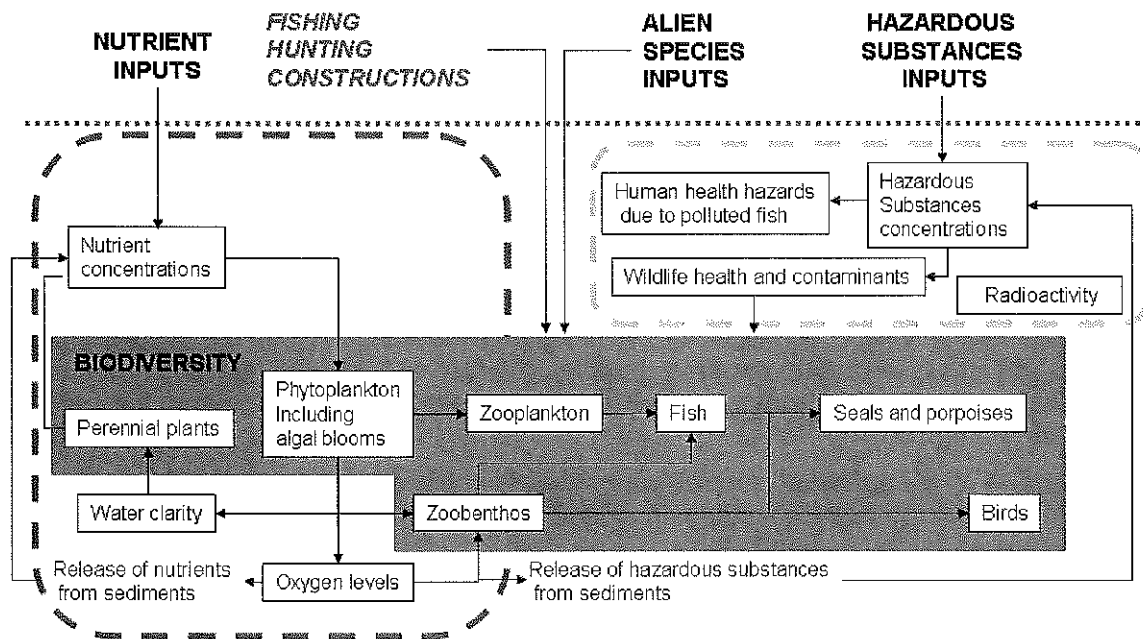 NUTRIENT
INPUTS
FISHING
HUNTING
CONSTRUCTIONS
ALIEN
SPECIES
INPUTS
HAZARDOUS
SUBSTANCES
INPUTS
Human health hazards
due to polluted fish
Hazardous
Substances
concentrations
Nutrient
concentrations
Wildlife health and contaminants
Radioactivity
BIODIVERSITY
Phytoplankton
Including
algal blooms
Zooplankton
Fish
Seals and porpoises
Perennial plants
Water clarity
Zoobenthos
Birds
Release of nutrients
from sediments
Oxygen levels
Release of hazardous substances
from sediments